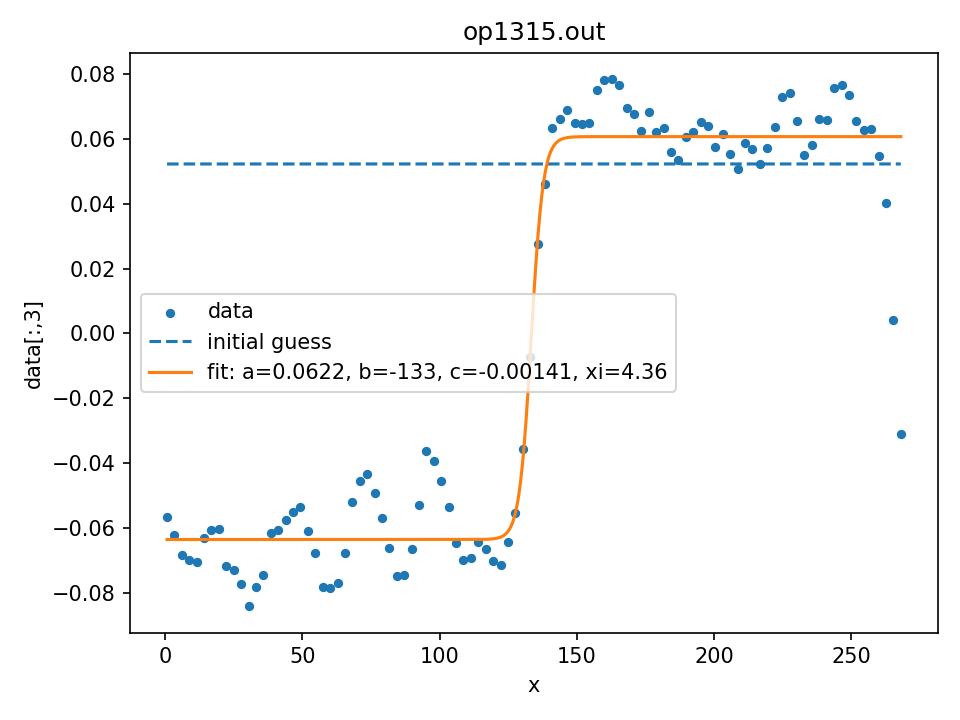 op1315.out
data[:,3]
0.08
0.06
0.04
0.02
0.00
−0.02
−0.04
−0.06
−0.08
data
initial guess
fit: a=0.0622, b=-133, c=-0.00141, xi=4.36
0 50 100 150 200 250
x